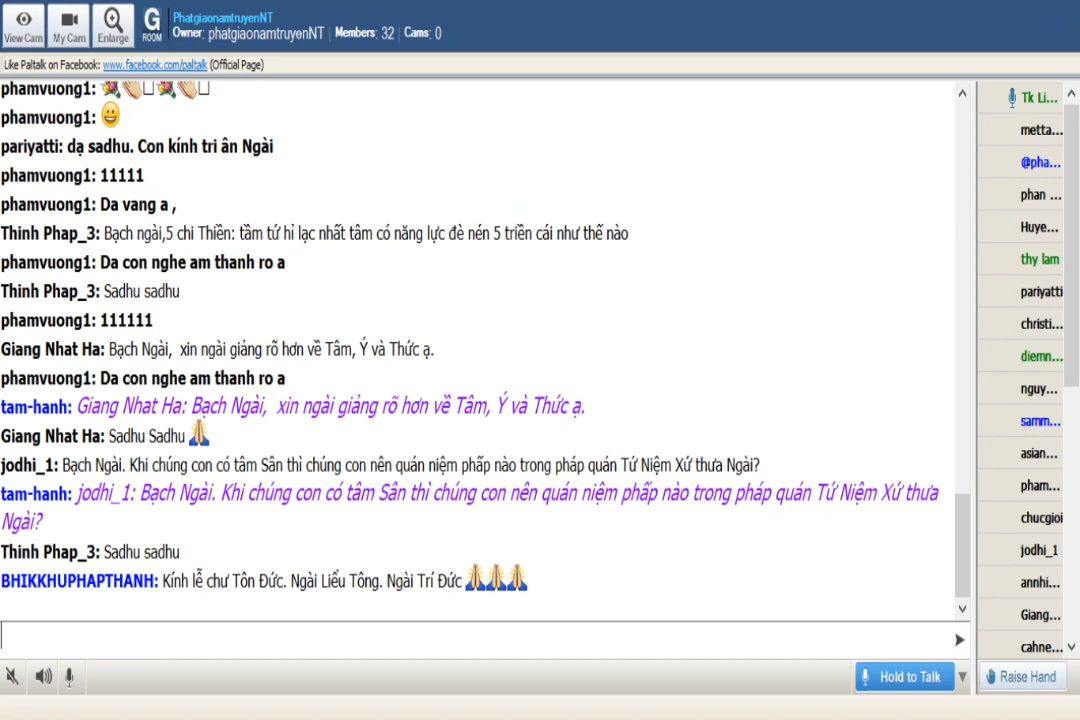 View Cam
My Cam
Enlarge
G
ROOM
PhatgiaonamtruyenNT
Owner: phatgiaonamtruyenNT | Members: 32 | Cams: 0
Like Paltalk on Facebook: www.facebook.com/paltalk (Official Page)
phamvuong1: 💐👏□💐👏□
phamvuong1: 😀
pariyatti: dạ sadhu. Con kính tri ân Ngài
phamvuong1: 11111
phamvuong1: Da vang a ,
Thinh Phap_3: Bạch ngài,5 chi Thiền: tầm tứ hỉ lạc nhất tâm có năng lực đè nén 5 triền cái như thế nào
phamvuong1: Da con nghe am thanh ro a
Thinh Phap_3: Sadhu sadhu
phamvuong1: 111111
Giang Nhat Ha: Bạch Ngài,  xin ngài giảng rõ hơn về Tâm, Ý và Thức ạ.
phamvuong1: Da con nghe am thanh ro a
tam-hanh: Giang Nhat Ha: Bạch Ngài,  xin ngài giảng rõ hơn về Tâm, Ý và Thức ạ.
Giang Nhat Ha: Sadhu Sadhu 🙏
jodhi_1: Bạch Ngài. Khi chúng con có tâm Sân thì chúng con nên quán niệm phấp nào trong pháp quán Tứ Niệm Xứ thưa Ngài?
tam-hanh: jodhi_1: Bạch Ngài. Khi chúng con có tâm Sân thì chúng con nên quán niệm phấp nào trong pháp quán Tứ Niệm Xứ thưa
Ngài?
Thinh Phap_3: Sadhu sadhu
BHIKKHUPHAPTHANH: Kính lễ chư Tôn Đức. Ngài Liễu Tông. Ngài Trí Đức 🙏🙏🙏
Hold to Talk
Tk Li...
metta...
@pha...
phan ...
Huye...
thy lam
pariyatti
christi...
diemn...
nguy...
samm...
asian...
pham...
chucgioi
jodhi_1
annhi...
Giang...
cahne...
Raise Hand